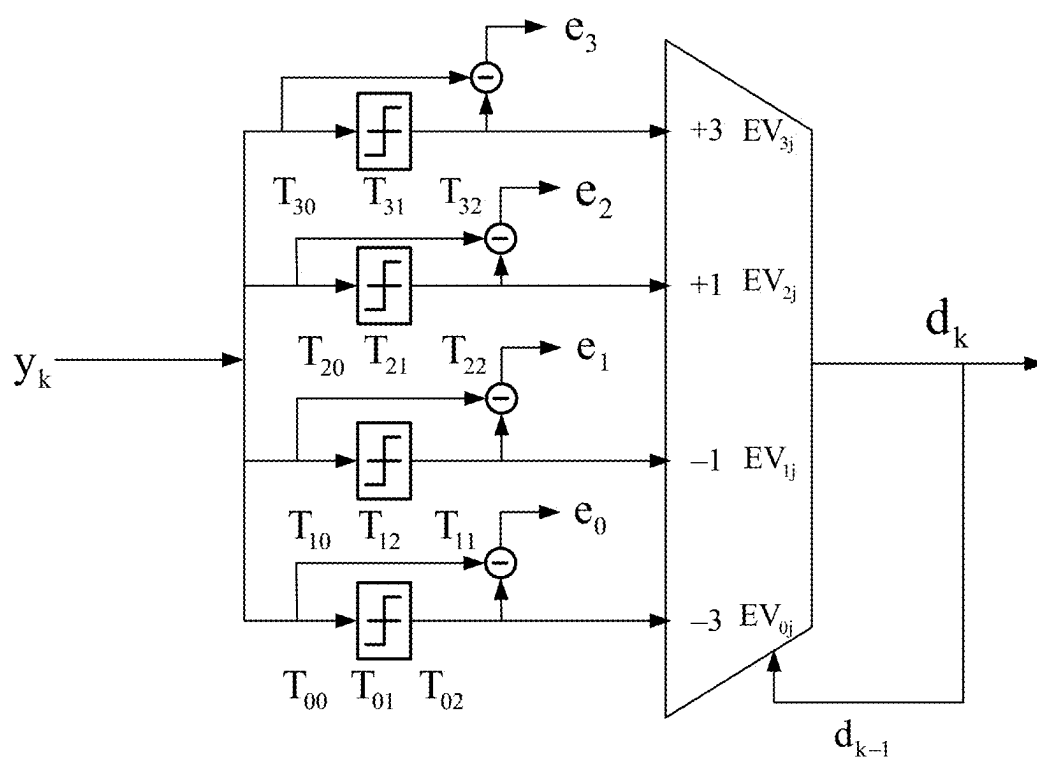 e₃
+3 EV₃ⱼ
T₃₀ T₃₁ T₃₂
e₂
+1 EV₂ⱼ
dₖ
T₂₀ T₂₁ T₂₂
e₁
yₖ
–1 EV₁ⱼ
T₁₀ T₁₂ T₁₁
e₀
–3 EV₀ⱼ
T₀₀ T₀₁ T₀₂
dₖ₋₁